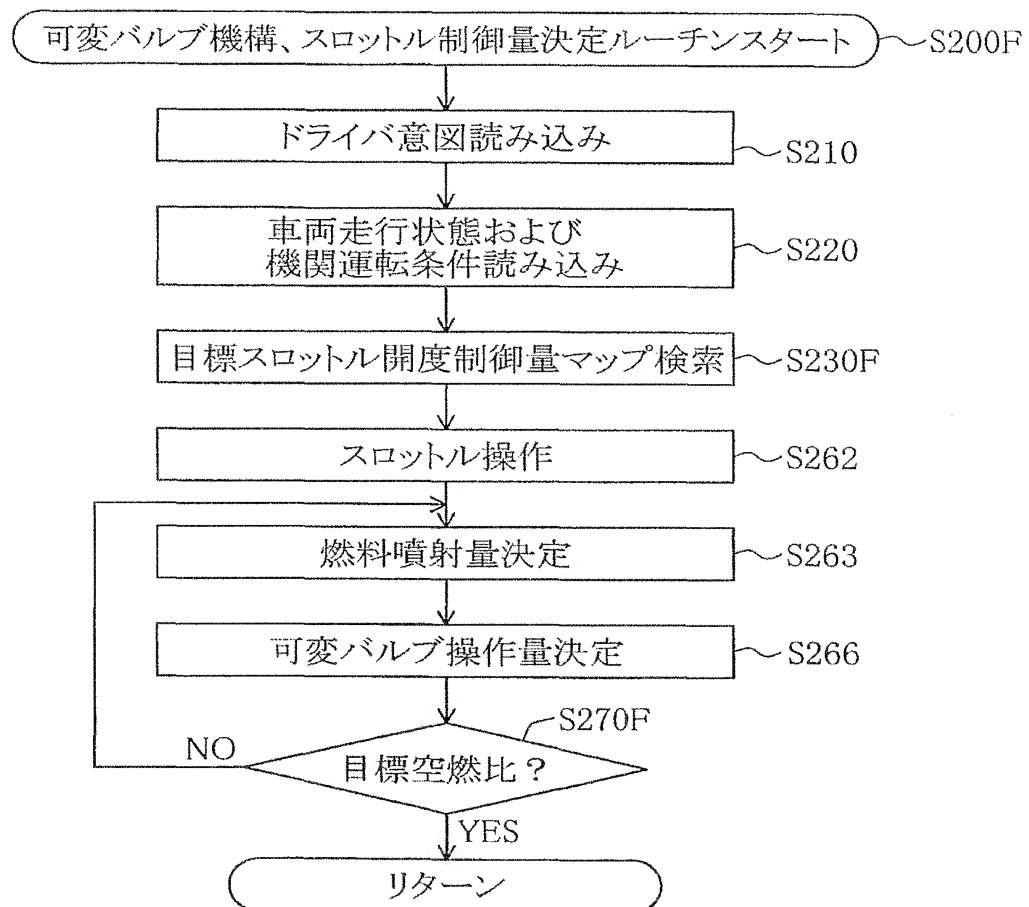 可変バルブ機構、スロットル制御量決定ルーチンスタート
S200F
ドライバ意図読み込み
S210
車両走行状態および
機関運転条件読み込み
S220
目標スロットル開度制御量マップ検索
S230F
スロットル操作
S262
燃料噴射量決定
S263
可変バルブ操作量決定
S266
S270F
NO
目標空燃比？
YES
リターン